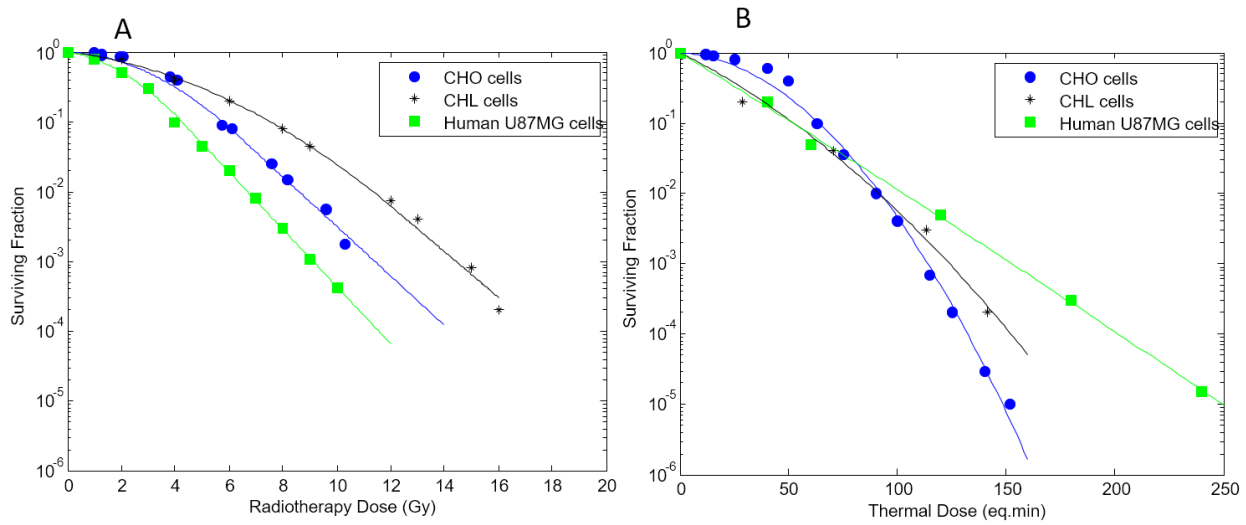 A
Surviving Fraction
10^0
10^-1
10^-2
10^-3
10^-4
10^-5
10^-6
CHO cells
CHL cells
Human U87MG cells
0 2 4 6 8 10 12 14 16 18 20
Radiotherapy Dose (Gy)
B
Surviving Fraction
10^0
10^-1
10^-2
10^-3
10^-4
10^-5
10^-6
CHO cells
CHL cells
Human U87MG cells
0 50 100 150 200 250
Thermal Dose (eq.min)